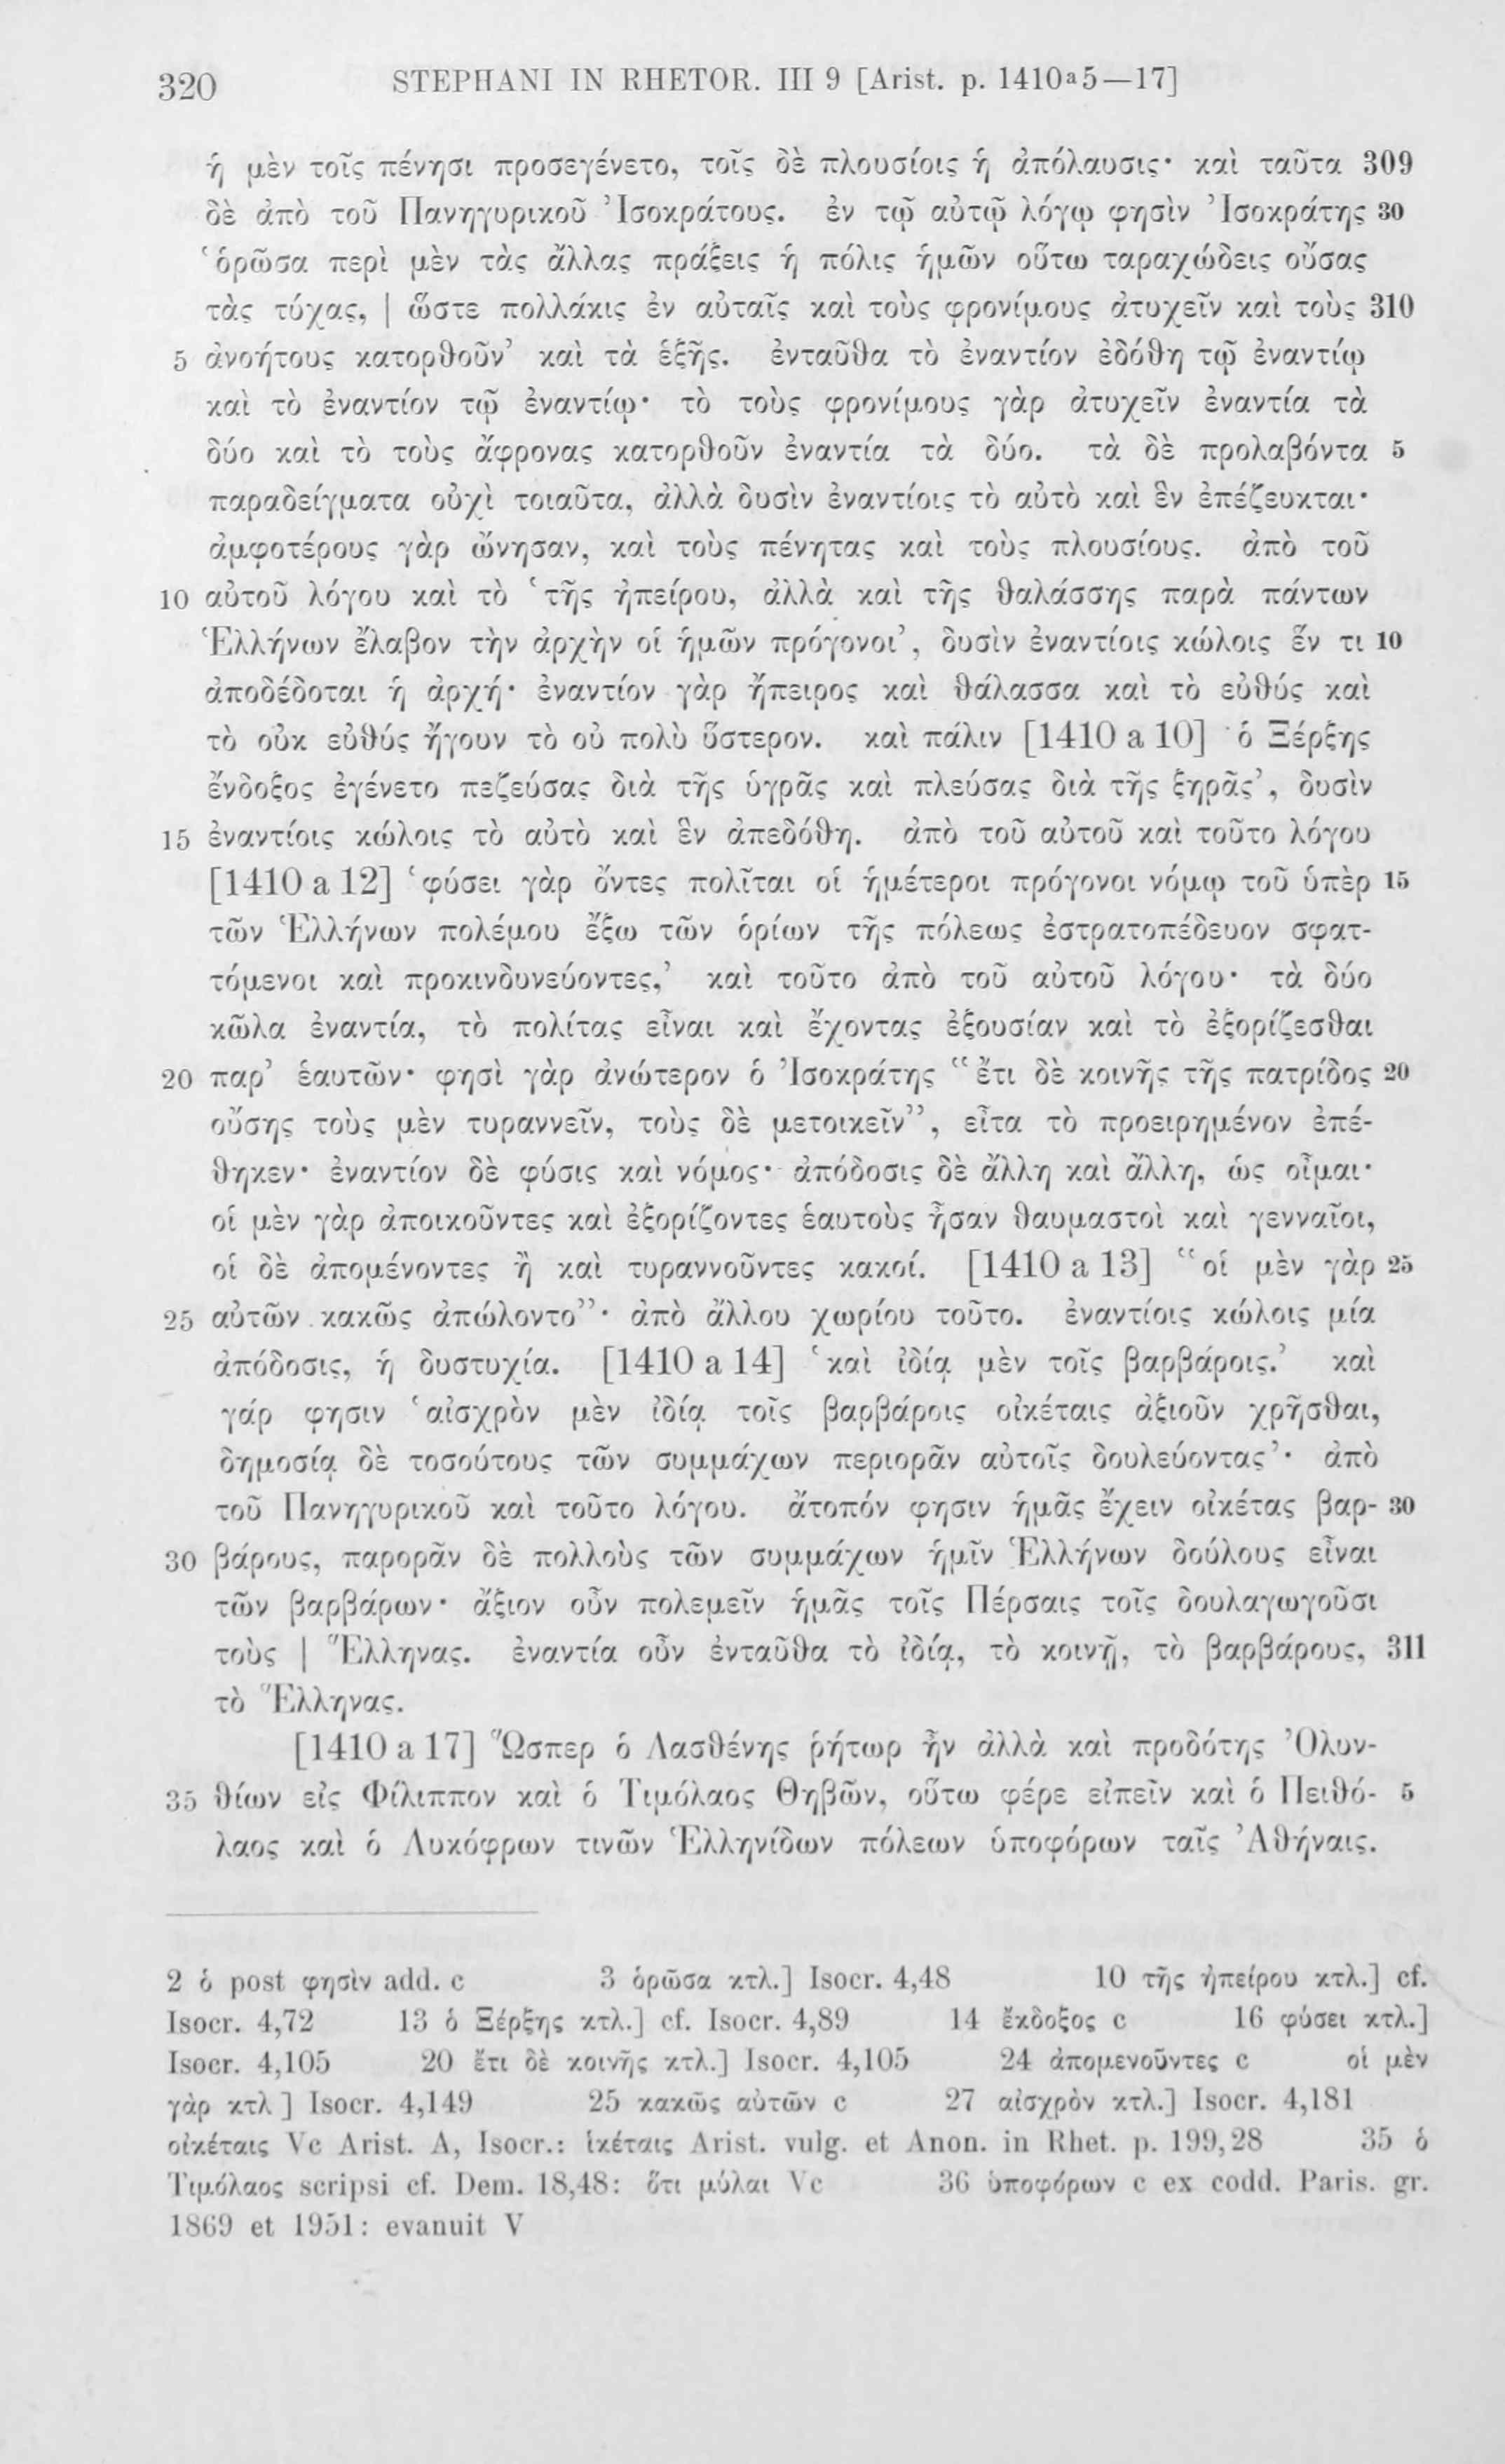 320 STEPHANI IN RHETOR. III 9 [Arist. p. 1410a5—17]
ἡ μὲν τοῖς πένησι προσεγένετο, τοῖς δὲ πλουσίοις ἡ ἀπόλαυσις· καὶ ταῦτα 309
δὲ ἀπὸ τοῦ Πανηγυρικοῦ Ἰσοκράτους. ἐν τῷ αὐτῷ λόγῳ φησὶν Ἰσοκράτης 30
‘ὁρῶσα περὶ μὲν τὰς ἄλλας πράξεις ἡ πόλις ἡμῶν οὕτω ταραχώδεις οὔσας
τὰς τύχας, | ὥστε πολλάκις ἐν αὐταῖς καὶ τοὺς φρονίμους ἀτυχεῖν καὶ τοὺς 310
5 ἀνοήτους κατορθοῦν’ καὶ τὰ ἑξῆς. ἐνταῦθα τὸ ἐναντίον ἐδόθη τῷ ἐναντίῳ
καὶ τὸ ἐναντίον τῷ ἐναντίῳ· τὸ τοὺς φρονίμους γὰρ ἀτυχεῖν ἐναντία τὰ
δύο καὶ τὸ τοὺς ἄφρονας κατορθοῦν ἐναντία τὰ δύο. τὰ δὲ προλαβόντα 5
παραδείγματα οὐχὶ τοιαῦτα, ἀλλὰ δυσὶν ἐναντίοις τὸ αὐτὸ καὶ ἓν ἐπέζευκται·
ἀμφοτέρους γὰρ ὤνησαν, καὶ τοὺς πένητας καὶ τοὺς πλουσίους. ἀπὸ τοῦ
10 αὐτοῦ λόγου καὶ τὸ ‘τῆς ἠπείρου, ἀλλὰ καὶ τῆς θαλάσσης παρὰ πάντων
Ἑλλήνων ἔλαβον τὴν ἀρχὴν οἱ ἡμῶν πρόγονοι’, δυσὶν ἐναντίοις κώλοις ἕν τι 10
ἀποδέδοται ἡ ἀρχή· ἐναντίον γὰρ ἤπειρος καὶ θάλασσα καὶ τὸ εὐθύς καὶ
τὸ οὐκ εὐθύς ἤγουν τὸ οὐ πολὺ ὕστερον. καὶ πάλιν [1410 a 10] ‘ὁ Ξέρξης
ἔνδοξος ἐγένετο πεζεύσας διὰ τῆς ὑγρᾶς καὶ πλεύσας διὰ τῆς ξηρᾶς’, δυσὶν
15 ἐναντίοις κώλοις τὸ αὐτὸ καὶ ἓν ἀπεδόθη. ἀπὸ τοῦ αὐτοῦ καὶ τοῦτο λόγου
[1410 a 12] ‘φύσει γὰρ ὄντες πολῖται οἱ ἡμέτεροι πρόγονοι νόμῳ τοῦ ὑπὲρ 15
τῶν Ἑλλήνων πολέμου ἔξω τῶν ὁρίων τῆς πόλεως ἐστρατοπέδευον σφατ-
τόμενοι καὶ προκινδυνεύοντες,’ καὶ τοῦτο ἀπὸ τοῦ αὐτοῦ λόγου· τὰ δύο
κῶλα ἐναντία, τὸ πολίτας εἶναι καὶ ἔχοντας ἐξουσίαν καὶ τὸ ἐξορίζεσθαι
20 παρ’ ἑαυτῶν· φησὶ γὰρ ἀνώτερον ὁ Ἰσοκράτης “ἔτι δὲ κοινῆς τῆς πατρίδος 20
οὔσης τοὺς μὲν τυραννεῖν, τοὺς δὲ μετοικεῖν”, εἶτα τὸ προειρημένον ἐπέ-
θηκεν· ἐναντίον δὲ φύσις καὶ νόμος· ἀπόδοσις δὲ ἄλλη καὶ ἄλλη, ὡς οἶμαι·
οἱ μὲν γὰρ ἀποικοῦντες καὶ ἐξορίζοντες ἑαυτοὺς ἦσαν θαυμαστοὶ καὶ γενναῖοι,
οἱ δὲ ἀπομένοντες ἢ καὶ τυραννοῦντες κακοί. [1410 a 13] “οἱ μὲν γὰρ 25
25 αὐτῶν κακῶς ἀπώλοντο”· ἀπὸ ἄλλου χωρίου τοῦτο. ἐναντίοις κώλοις μία
ἀπόδοσις, ἡ δυστυχία. [1410 a 14] ‘καὶ ἰδίᾳ μὲν τοῖς βαρβάροις.’ καὶ
γάρ φησιν ‘αἰσχρὸν μὲν ἰδίᾳ τοῖς βαρβάροις οἰκέταις ἀξιοῦν χρῆσθαι,
δημοσίᾳ δὲ τοσούτους τῶν συμμάχων περιορᾶν αὐτοῖς δουλεύοντας’· ἀπὸ
τοῦ Πανηγυρικοῦ καὶ τοῦτο λόγου. ἄτοπόν φησιν ἡμᾶς ἔχειν οἰκέτας βαρ- 30
30 βάρους, παρορᾶν δὲ πολλοὺς τῶν συμμάχων ἡμῖν Ἑλλήνων δούλους εἶναι
τῶν βαρβάρων· ἄξιον οὖν πολεμεῖν ἡμᾶς τοῖς Πέρσαις τοῖς δουλαγωγοῦσι
τοὺς | Ἕλληνας. ἐναντία οὖν ἐνταῦθα τὸ ἰδίᾳ, τὸ κοινῇ, τὸ βαρβάρους, 311
τὸ Ἕλληνας.
[1410 a 17] Ὥσπερ ὁ Λασθένης ῥήτωρ ἦν ἀλλὰ καὶ προδότης Ὀλυν-
35 θίων εἰς Φίλιππον καὶ ὁ Τιμόλαος Θηβῶν, οὕτω φέρε εἰπεῖν καὶ ὁ Πειθό- 5
λαος καὶ ὁ Λυκόφρων τινῶν Ἑλληνίδων πόλεων ὑποφόρων ταῖς Ἀθήναις.
2 ὁ post φησὶν add. c 3 ὁρῶσα κτλ.] Isocr. 4,48 10 τῆς ἠπείρου κτλ.] cf.
Isocr. 4,72 13 ὁ Ξέρξης κτλ.] cf. Isocr. 4,89 14 ἔκδοξος c 16 φύσει κτλ.]
Isocr. 4,105 20 ἔτι δὲ κοινῆς κτλ.] Isocr. 4,105 24 ἀπομενοῦντες c οἱ μὲν
γὰρ κτλ ] Isocr. 4,149 25 κακῶς αὐτῶν c 27 αἰσχρὸν κτλ.] Isocr. 4,181
οἰκέταις Vc Arist. A, Isocr.: ἱκέταις Arist. vulg. et Anon. in Rhet. p. 199,28 35 ὁ
Τιμόλαος scripsi cf. Dem. 18,48: ὅτι μύλαι Vc 36 ὑποφόρων c ex codd. Paris. gr.
1869 et 1951: evanuit V